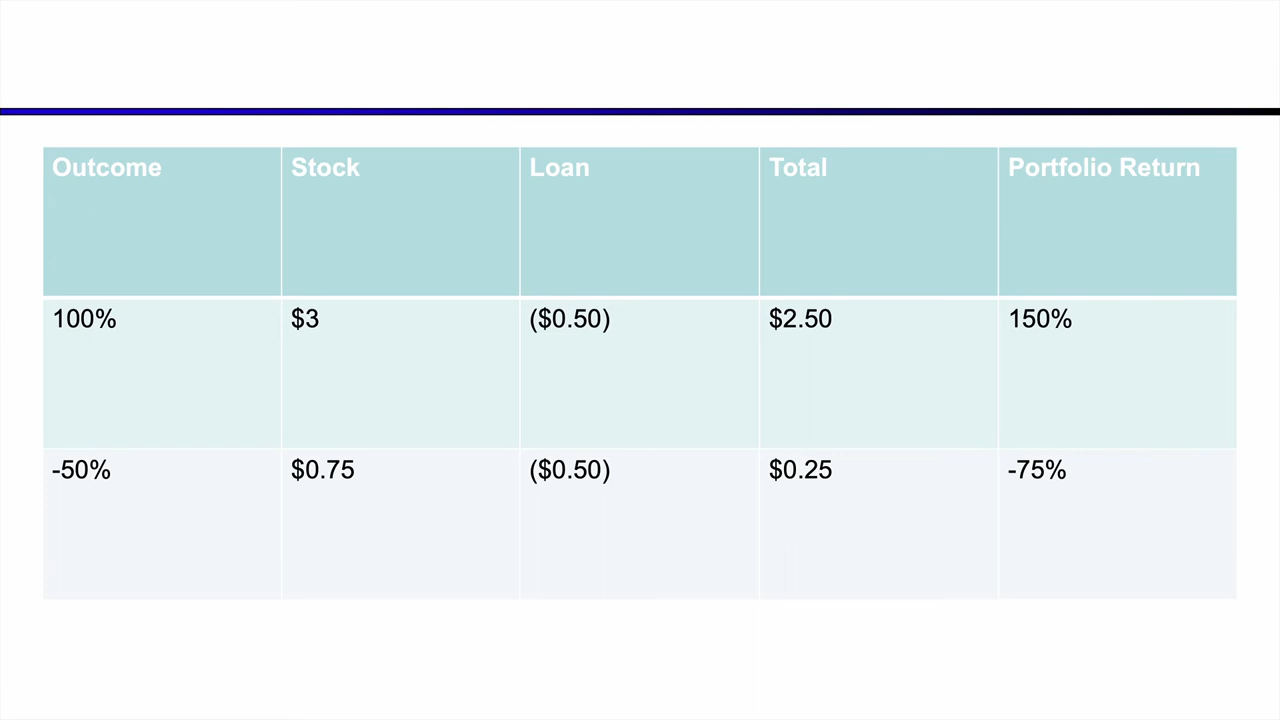 Outcome Stock Loan Total Portfolio Return
100% $3 ($0.50) $2.50 150%
-50% $0.75 ($0.50) $0.25 -75%